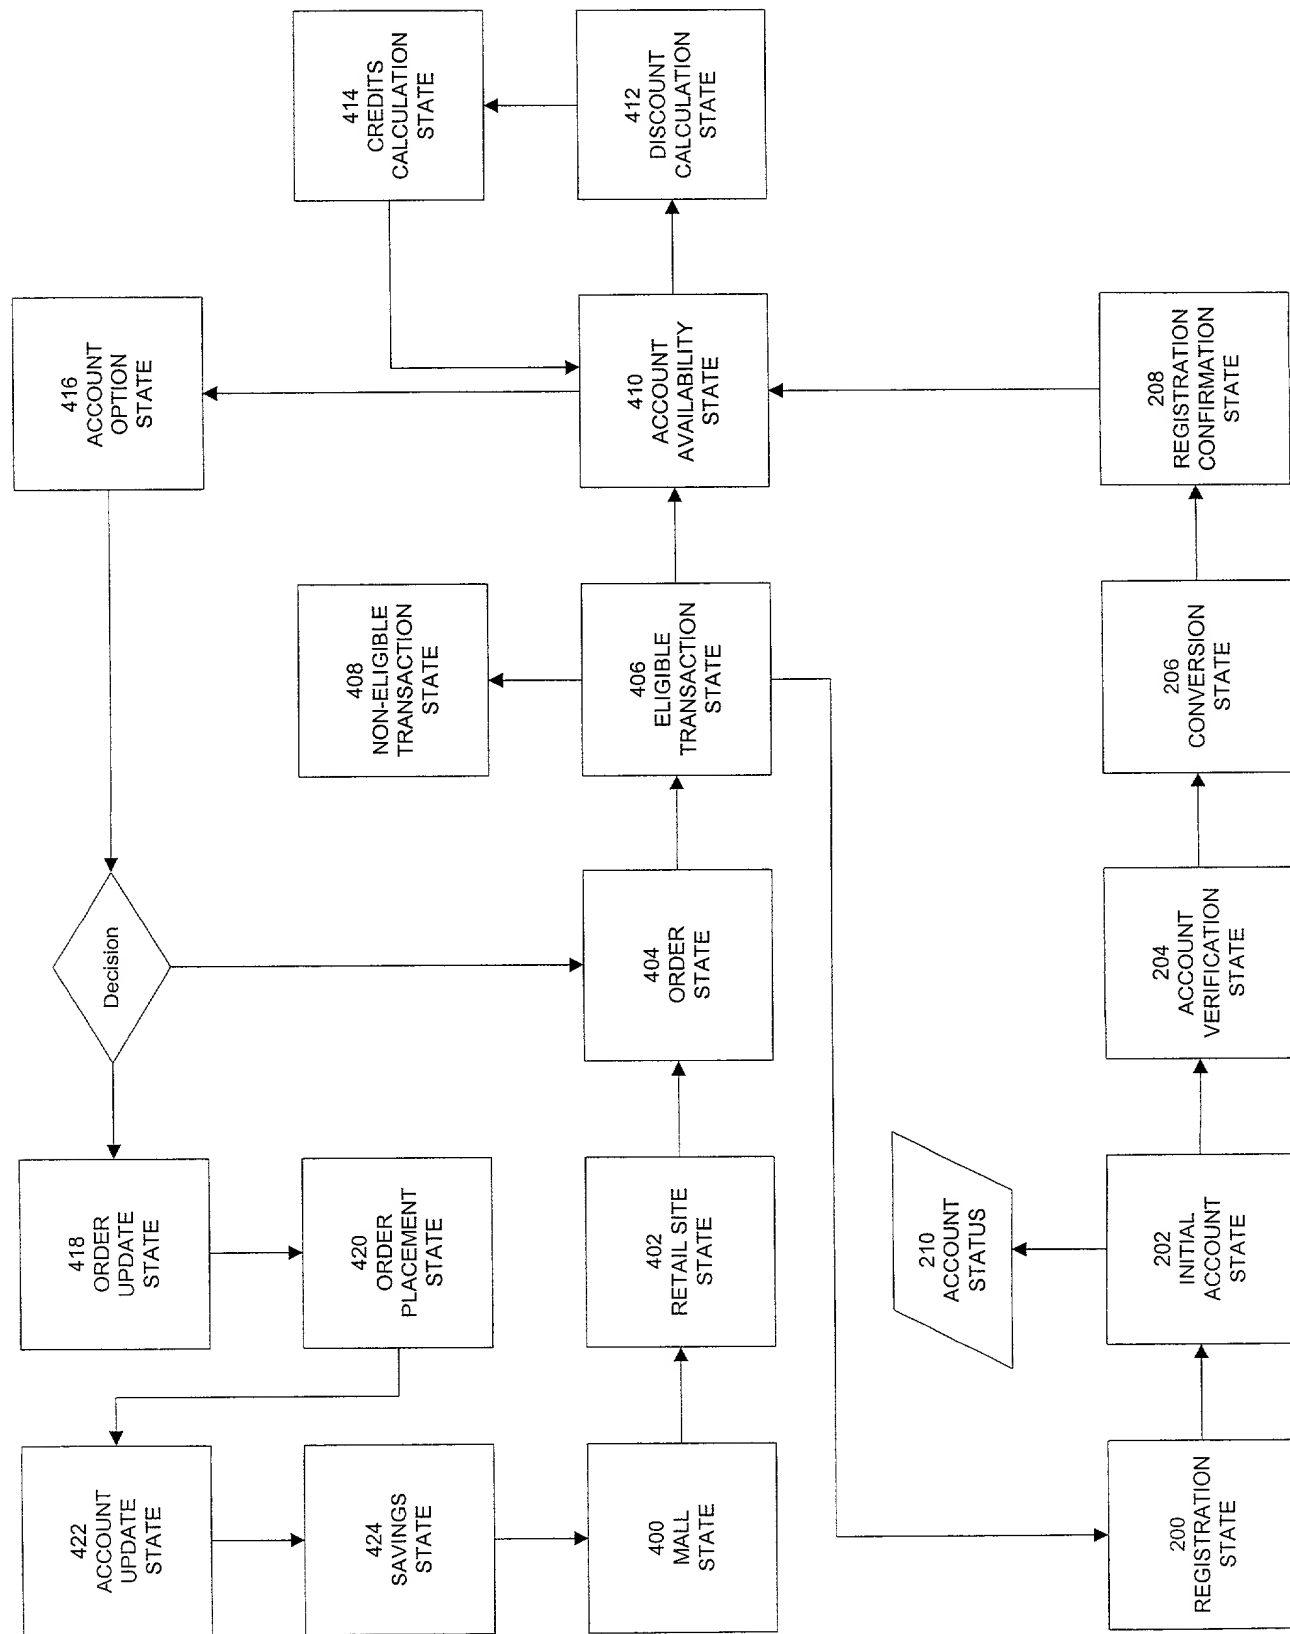 416
ACCOUNT
OPTION
STATE
Decision
418
ORDER
UPDATE
STATE
422
ACCOUNT
UPDATE
STATE
414
CREDITS
CALCULATION
STATE
408
NON-ELIGIBLE
TRANSACTION
STATE
420
ORDER
PLACEMENT
STATE
424
SAVINGS
STATE
412
DISCOUNT
CALCULATION
STATE
410
ACCOUNT
AVAILABILITY
STATE
406
ELIGIBLE
TRANSACTION
STATE
404
ORDER
STATE
402
RETAIL SITE
STATE
400
MALL
STATE
210
ACCOUNT
STATUS
208
REGISTRATION
CONFIRMATION
STATE
206
CONVERSION
STATE
204
ACCOUNT
VERIFICATION
STATE
202
INITIAL
ACCOUNT
STATE
200
REGISTRATION
STATE